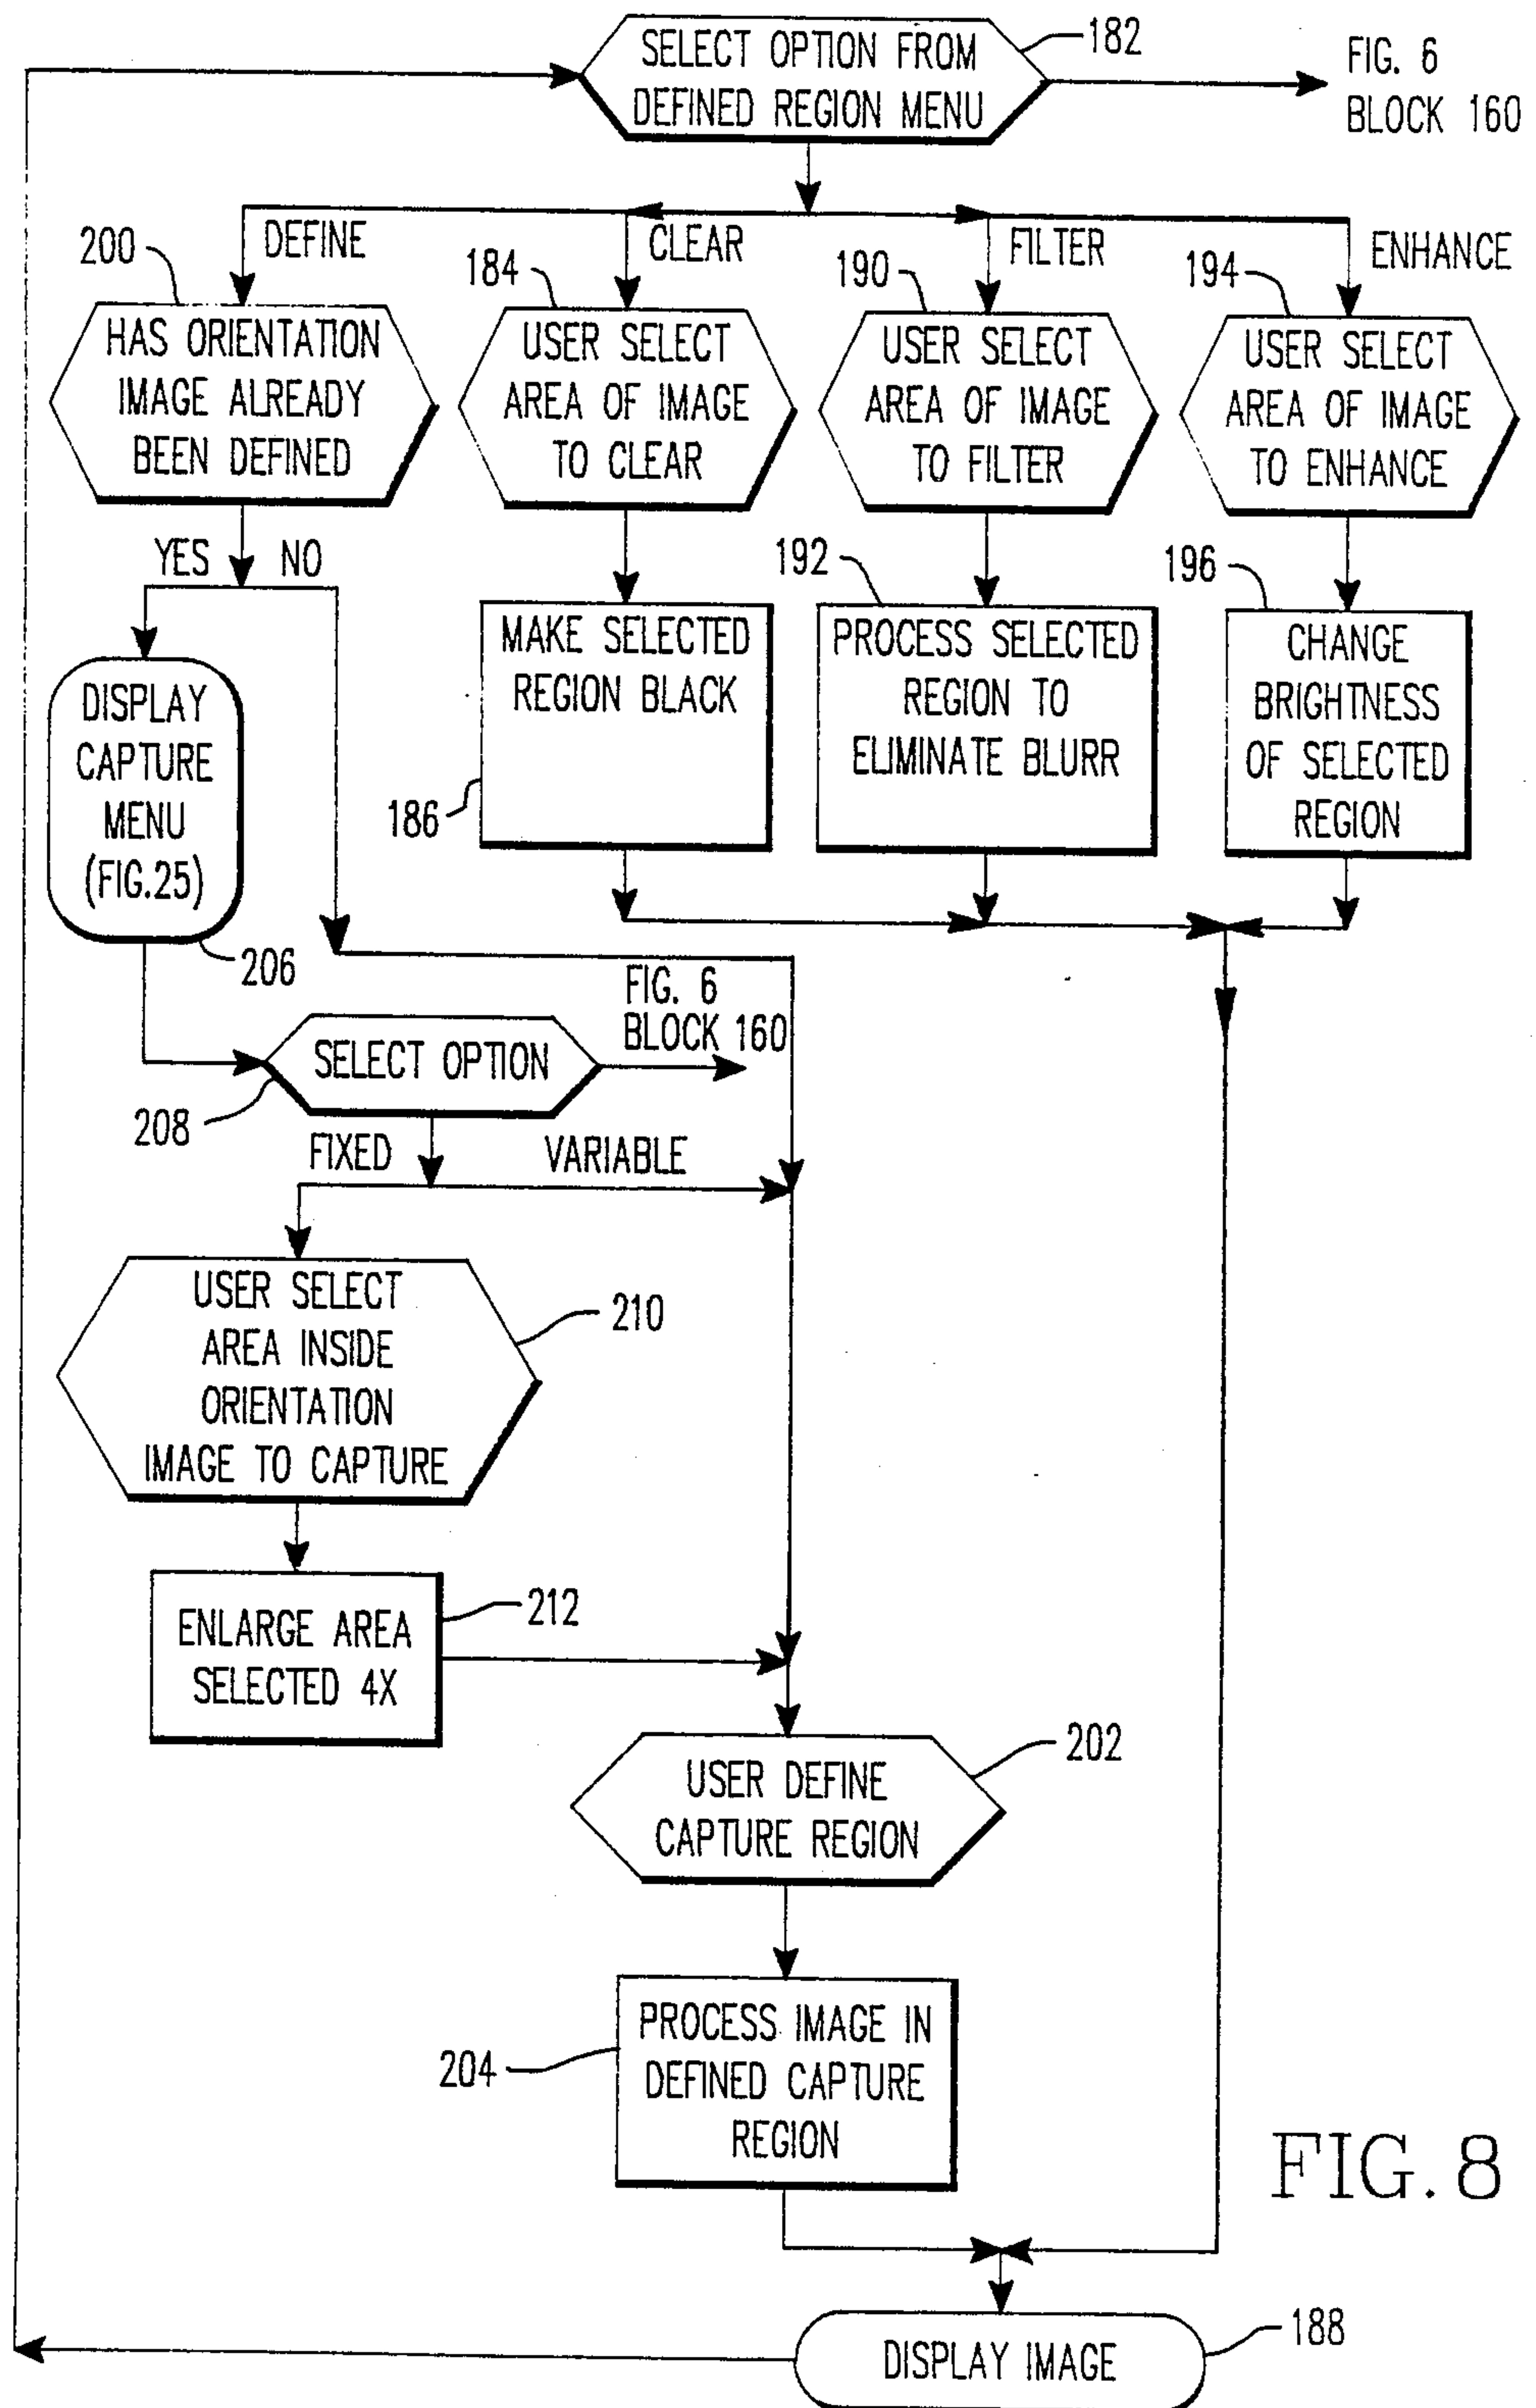 SELECT OPTION FROM
DEFINED REGION MENU
182
FIG. 6
BLOCK 160
DEFINE
CLEAR
FILTER
ENHANCE
200
184
190
194
HAS ORIENTATION
IMAGE ALREADY
BEEN DEFINED
USER SELECT
AREA OF IMAGE
TO CLEAR
USER SELECT
AREA OF IMAGE
TO FILTER
USER SELECT
AREA OF IMAGE
TO ENHANCE
YES
NO
192
196
DISPLAY
CAPTURE
MENU
(FIG.25)
206
MAKE SELECTED
REGION BLACK
186
PROCESS SELECTED
REGION TO
ELIMINATE BLURR
CHANGE
BRIGHTNESS
OF SELECTED
REGION
FIG. 6
BLOCK 160
SELECT OPTION
208
FIXED
VARIABLE
USER SELECT
AREA INSIDE
ORIENTATION
IMAGE TO CAPTURE
210
ENLARGE AREA
SELECTED 4X
212
USER DEFINE
CAPTURE REGION
202
PROCESS IMAGE IN
DEFINED CAPTURE
REGION
204
FIG. 8
DISPLAY IMAGE
188